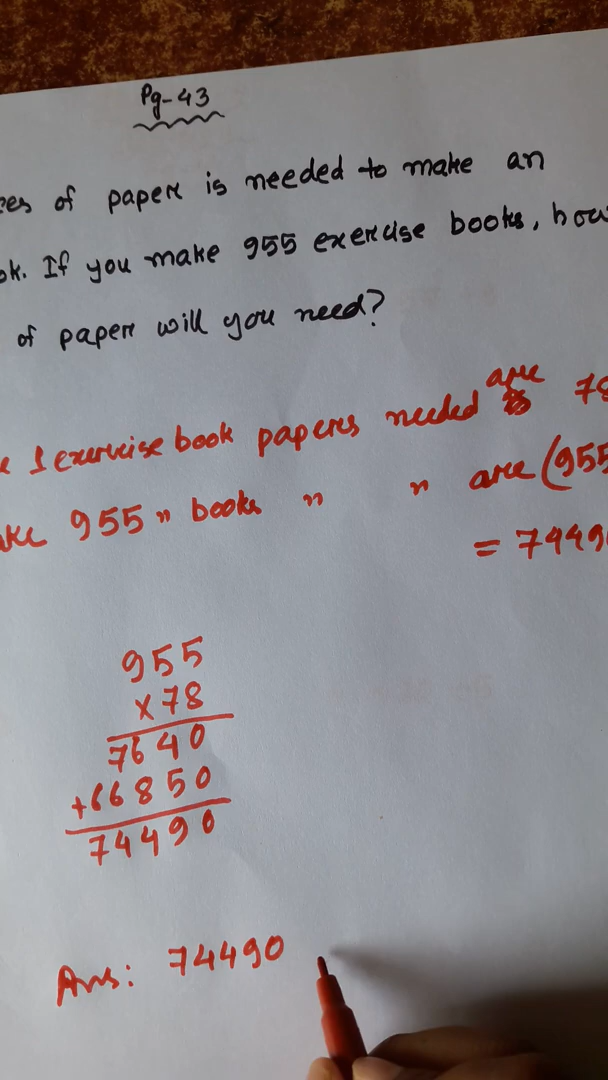 Pg-43
of paper is needed to make an
If you make 955 exercise books, how
of paper will you need?
1 exercise book papers needed are 78
955 " books " " are (955
= 7449
955
x78
7640
+66850
74490
Ans: 74490